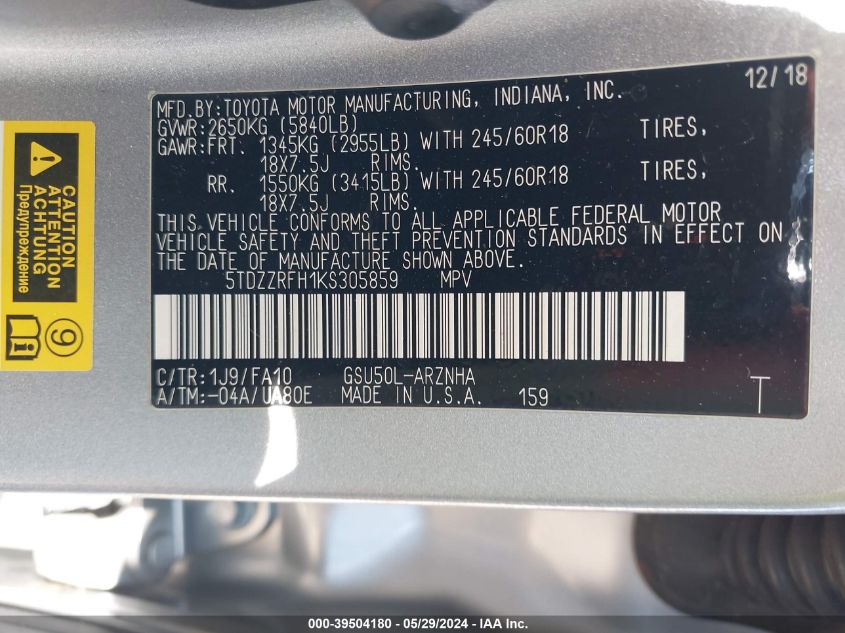 MFD. BY: TOYOTA MOTOR MANUFACTURING, INDIANA, INC. 12/18
GVWR: 2650KG (5840LB)
GAWR: FRT. 1345KG (2955LB) WITH 245/60R18 TIRES,
18X7.5J RIMS.
RR. 1550KG (3415LB) WITH 245/60R18 TIRES,
18X7.5J RIMS.
THIS VEHICLE CONFORMS TO ALL APPLICABLE FEDERAL MOTOR
VEHICLE SAFETY AND THEFT PREVENTION STANDARDS IN EFFECT ON
THE DATE OF MANUFACTURE SHOWN ABOVE.
5TDZZRFH1KS305859 MPV
C/TR: 1J9/FA10 GSU50L-ARZNHA
A/TM: -04A/UA80E MADE IN U.S.A. 159 T
CAUTION
ATTENTION
ACHTUNG
Предупреждение
9
000-39504180 - 05/29/2024 - IAA Inc.